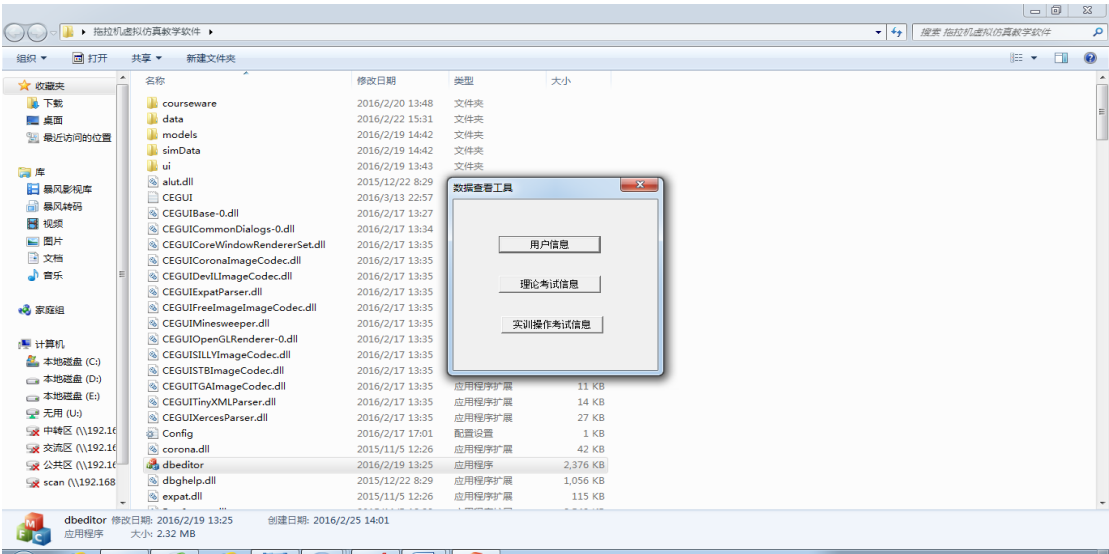 拖拉机虚拟仿真教学软件
搜索 拖拉机虚拟仿真教学软件
组织 打开 共享 新建文件夹
名称 修改日期 类型 大小
收藏夹
下载
桌面
最近访问的位置
库
暴风影视库
暴风转码
视频
图片
文档
音乐
家庭组
计算机
本地磁盘 (C:)
本地磁盘 (D:)
本地磁盘 (E:)
无用 (U:)
中转区 (\\192.16
交流区 (\\192.16
公共区 (\\192.16
scan (\\192.168
courseware 2016/2/20 13:48 文件夹
data 2016/2/22 15:31 文件夹
models 2016/2/19 14:42 文件夹
simData 2016/2/19 14:42 文件夹
ui 2016/2/19 13:43 文件夹
alut.dll 2015/12/22 8:29
CEGUI 2016/3/13 22:57
CEGUIBase-0.dll 2016/2/17 13:27
CEGUICommonDialogs-0.dll 2016/2/17 13:34
CEGUICoreWindowRendererSet.dll 2016/2/17 13:35
CEGUICoronaImageCodec.dll 2016/2/17 13:35
CEGUIDevILImageCodec.dll 2016/2/17 13:35
CEGUIExpatParser.dll 2016/2/17 13:35
CEGUIFreeImageImageCodec.dll 2016/2/17 13:35
CEGUIMinesweeper.dll 2016/2/17 13:35
CEGUIOpenGLRenderer-0.dll 2016/2/17 13:35
CEGUISILLYImageCodec.dll 2016/2/17 13:35
CEGUISTBImageCodec.dll 2016/2/17 13:35
CEGUITGAImageCodec.dll 2016/2/17 13:35 应用程序扩展 11 KB
CEGUITinyXMLParser.dll 2016/2/17 13:35 应用程序扩展 14 KB
CEGUIXercesParser.dll 2016/2/17 13:35 应用程序扩展 27 KB
Config 2016/2/17 17:01 配置设置 1 KB
corona.dll 2015/11/5 12:26 应用程序扩展 42 KB
dbeditor 2016/2/19 13:25 应用程序 2,376 KB
dbghelp.dll 2015/12/22 8:29 应用程序扩展 1,056 KB
expat.dll 2015/11/5 12:26 应用程序扩展 115 KB
数据查看工具
用户信息
理论考试信息
实训操作考试信息
dbeditor 修改日期: 2016/2/19 13:25 创建日期: 2016/2/25 14:01
应用程序 大小: 2.32 MB